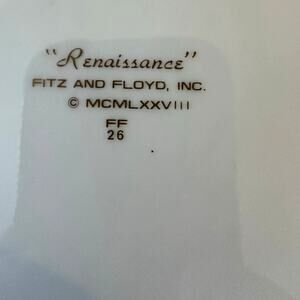 "Renaissance"
FITZ AND FLOYD, INC.
© MCMLXXVIII
FF
26